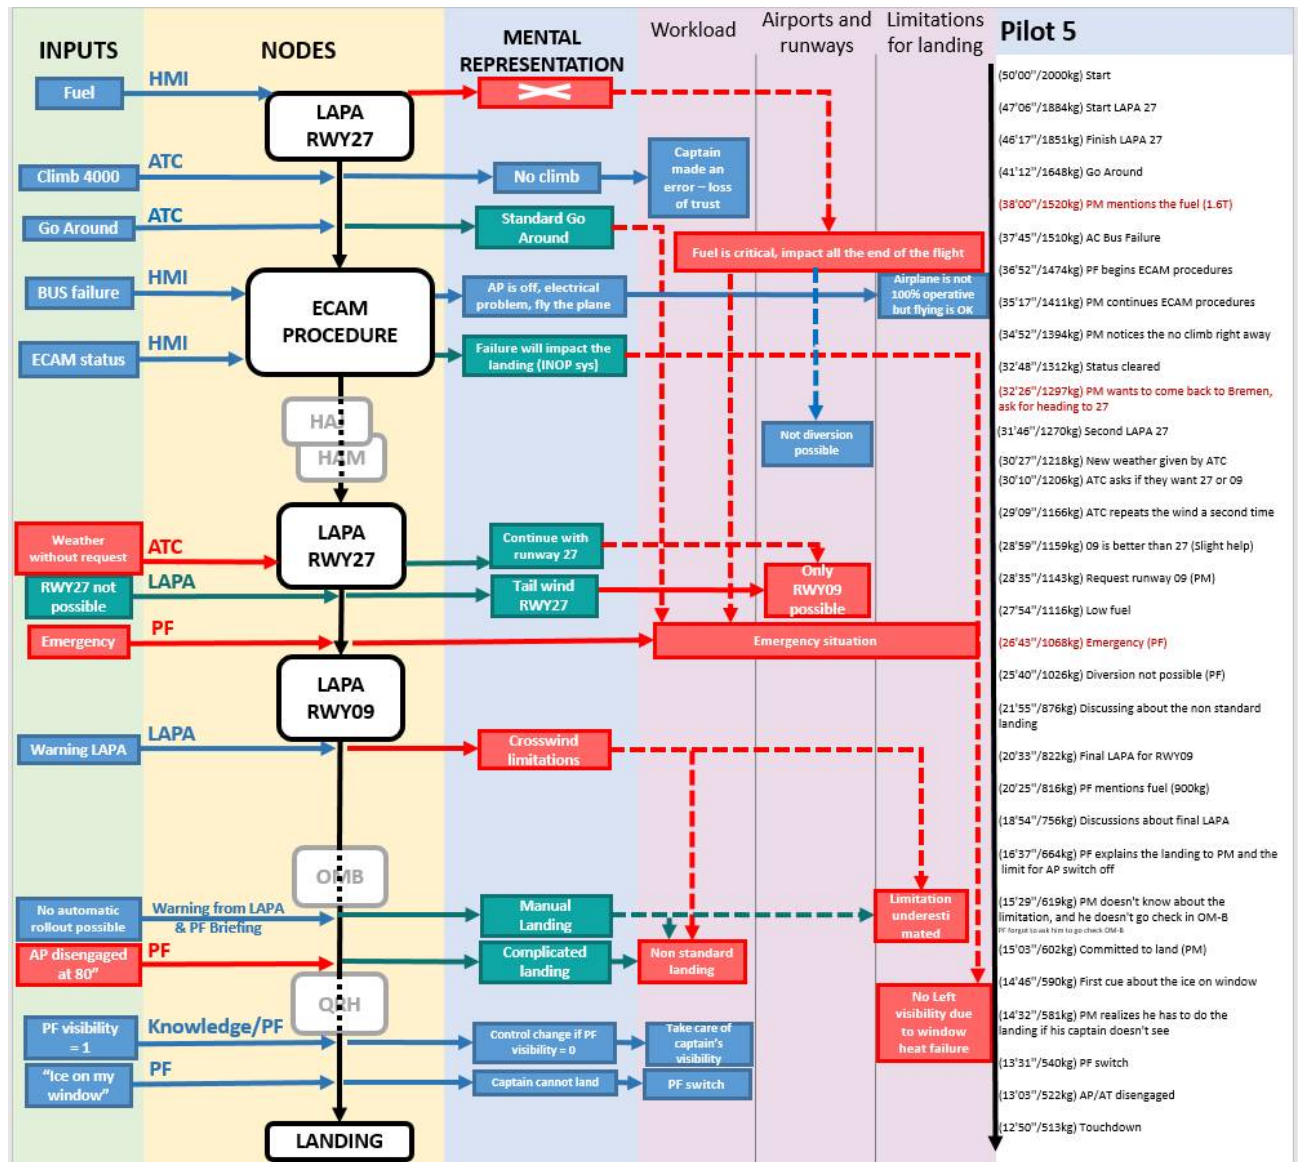 INPUTS
NODES
MENTAL
REPRESENTATION
Workload
Airports and
runways
Limitations
for landing
Pilot 5
Fuel
HMI
LAPA
RWY27
Climb 4000
ATC
No climb
Captain
made an
error – loss
of trust
Go Around
ATC
Standard Go
Around
Fuel is critical, impact all the end of the flight
BUS failure
HMI
ECAM
PROCEDURE
AP is off, electrical
problem, fly the plane
Airplane is not
100% operative
but flying is OK
ECAM status
HMI
Failure will impact the
landing (INOP sys)
HAJ
HAM
Not diversion
possible
Weather
without request
ATC
LAPA
RWY27
Continue with
runway 27
RWY27 not
possible
LAPA
Tail wind
RWY27
Only
RWY09
possible
Emergency
PF
Emergency situation
LAPA
RWY09
Warning LAPA
LAPA
Crosswind
limitations
OMB
No automatic
rollout possible
Warning from LAPA
& PF Briefing
Manual
Landing
Limitation
underesti
mated
AP disengaged
at 80”
PF
Complicated
landing
Non standard
landing
QRH
No Left
visibility due
to window
heat failure
PF visibility
= 1
Knowledge/PF
Control change if PF
visibility = 0
Take care of
captain’s
visibility
“Ice on my
window”
PF
Captain cannot land
PF switch
LANDING
(50'00"/2000kg) Start
(47'06"/1884kg) Start LAPA 27
(46'17"/1851kg) Finish LAPA 27
(41'12"/1648kg) Go Around
(38'00"/1520kg) PM mentions the fuel (1.6T)
(37'45"/1510kg) AC Bus Failure
(36'52"/1474kg) PF begins ECAM procedures
(35'17"/1411kg) PM continues ECAM procedures
(34'52"/1394kg) PM notices the no climb right away
(32'48"/1312kg) Status cleared
(32'26"/1297kg) PM wants to come back to Bremen,
ask for heading to 27
(31'46"/1270kg) Second LAPA 27
(30'27"/1218kg) New weather given by ATC
(30'10"/1206kg) ATC asks if they want 27 or 09
(29'09"/1166kg) ATC repeats the wind a second time
(28'59"/1159kg) 09 is better than 27 (Slight help)
(28'35"/1143kg) Request runway 09 (PM)
(27'54"/1116kg) Low fuel
(26'43"/1068kg) Emergency (PF)
(25'40"/1026kg) Diversion not possible (PF)
(21'55"/876kg) Discussing about the non standard
landing
(20'33"/822kg) Final LAPA for RWY09
(20'25"/816kg) PF mentions fuel (900kg)
(18'54"/756kg) Discussions about final LAPA
(16'37"/664kg) PF explains the landing to PM and the
limit for AP switch off
(15'29"/619kg) PM doesn't know about the
limitation, and he doesn't go check in OM-B
PF forgot to ask him to go check OM-B
(15'03"/602kg) Committed to land (PM)
(14'46"/590kg) First cue about the ice on window
(14'32"/581kg) PM realizes he has to do the
landing if his captain doesn't see
(13'31"/540kg) PF switch
(13'03"/522kg) AP/AT disengaged
(12'50"/513kg) Touchdown